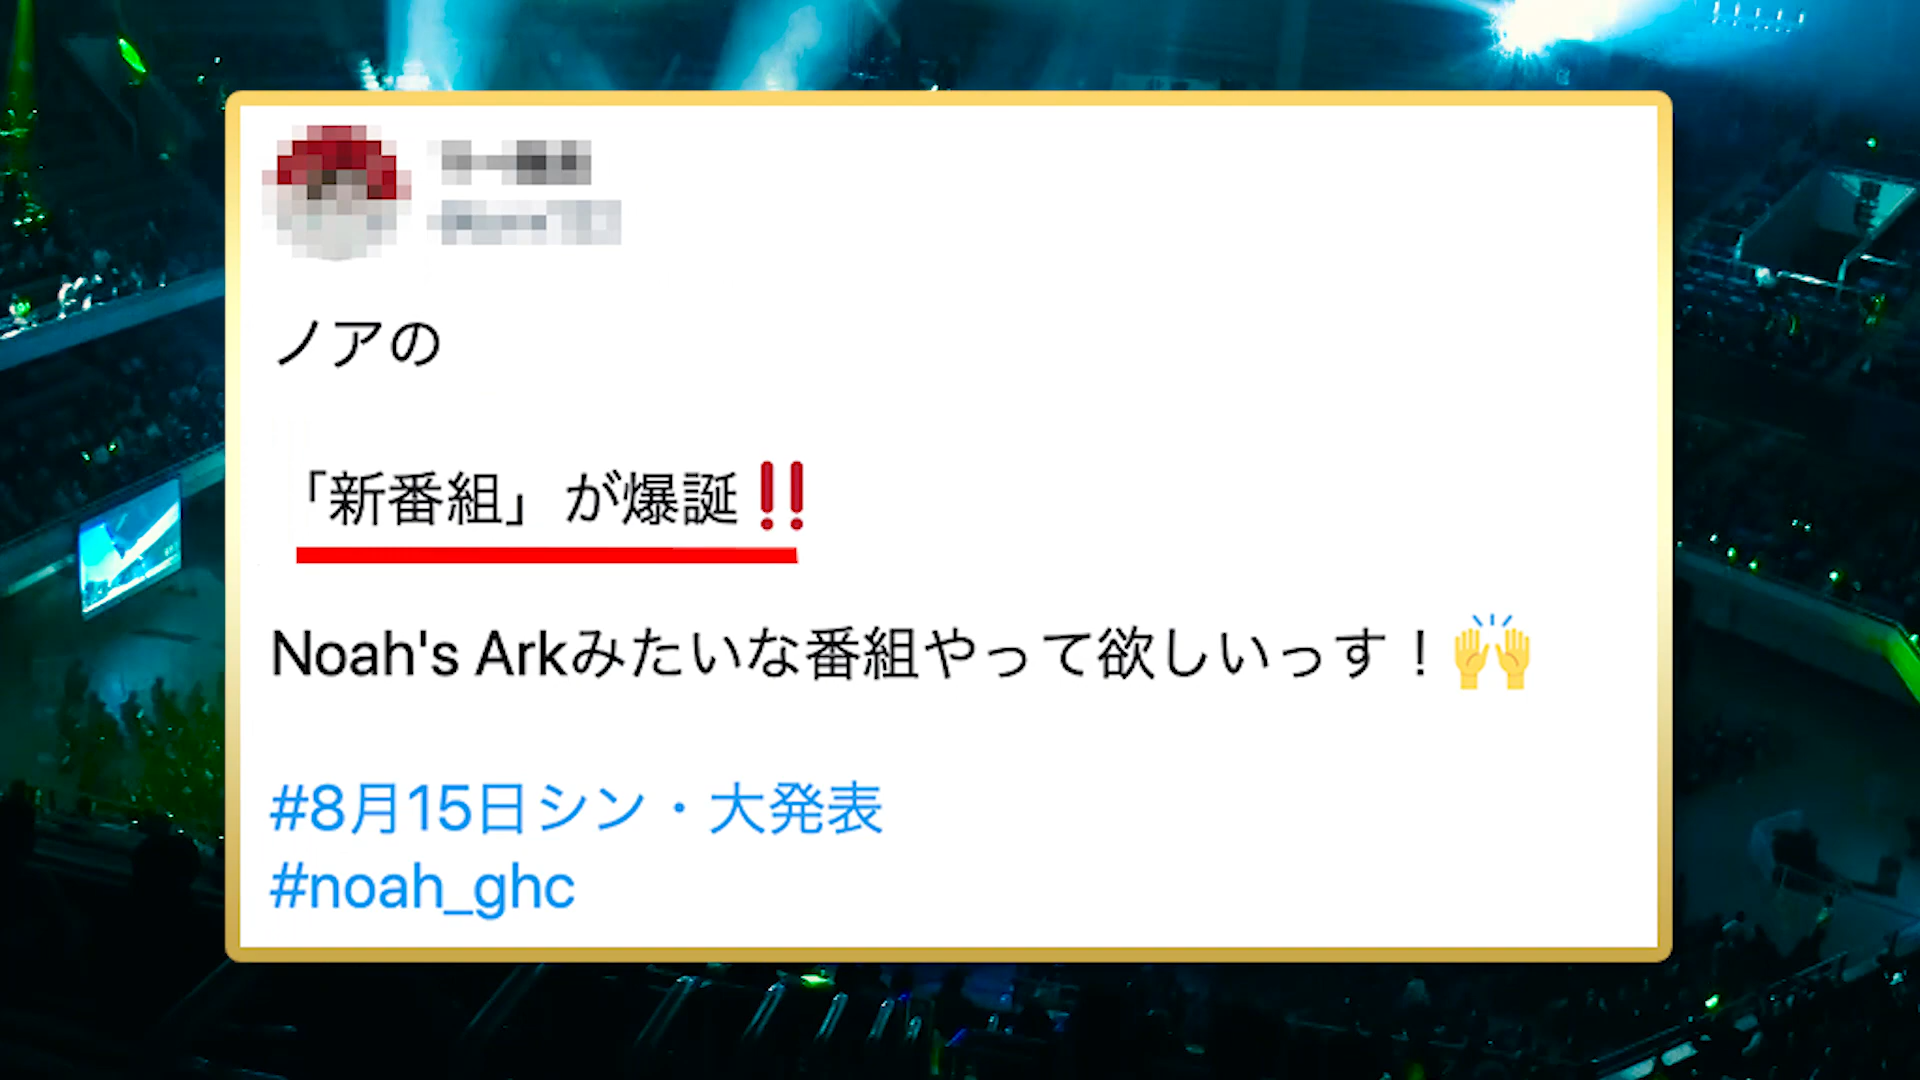 ノアの
「新番組」が爆誕‼️
Noah's Arkみたいな番組やって欲しいっす！🙌
#8月15日シン・大発表
#noah_ghc